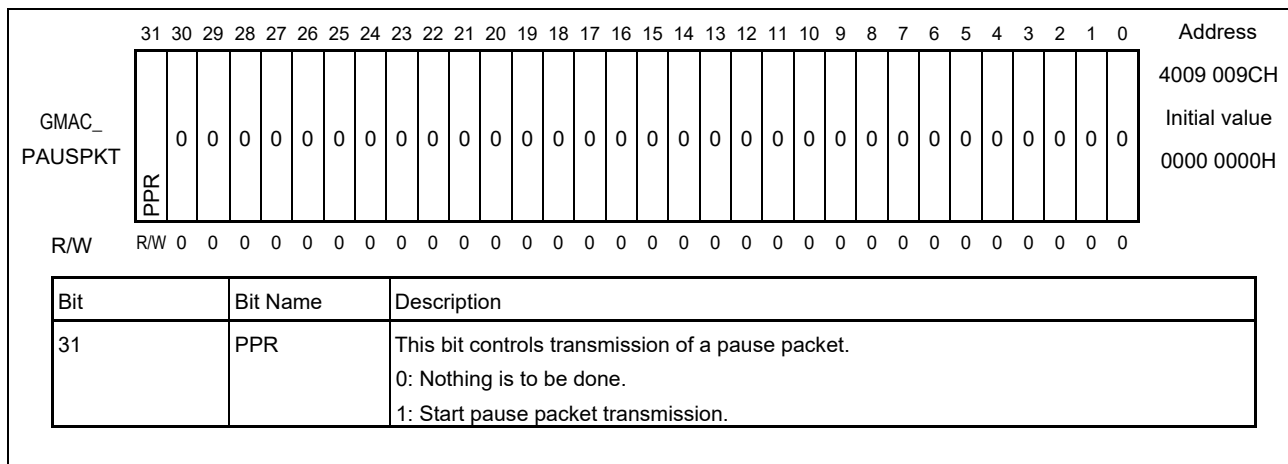 31 30 29 28 27 26 25 24 23 22 21 20 19 18 17 16 15 14 13 12 11 10 9 8 7 6 5 4 3 2 1 0 Address
4009 009CH
GMAC_ Initial value
0 0 0 0 0 0 0 0 0 0 0 0 0 0 0 0 0 0 0 0 0 0 0 0 0 0 0 0 0 0 0
PAUSPKT 0000 0000H
PPR
R/W R/W 0 0 0 0 0 0 0 0 0 0 0 0 0 0 0 0 0 0 0 0 0 0 0 0 0 0 0 0 0 0 0
Bit Bit Name Description
31 PPR This bit controls transmission of a pause packet.
0: Nothing is to be done.
1: Start pause packet transmission.